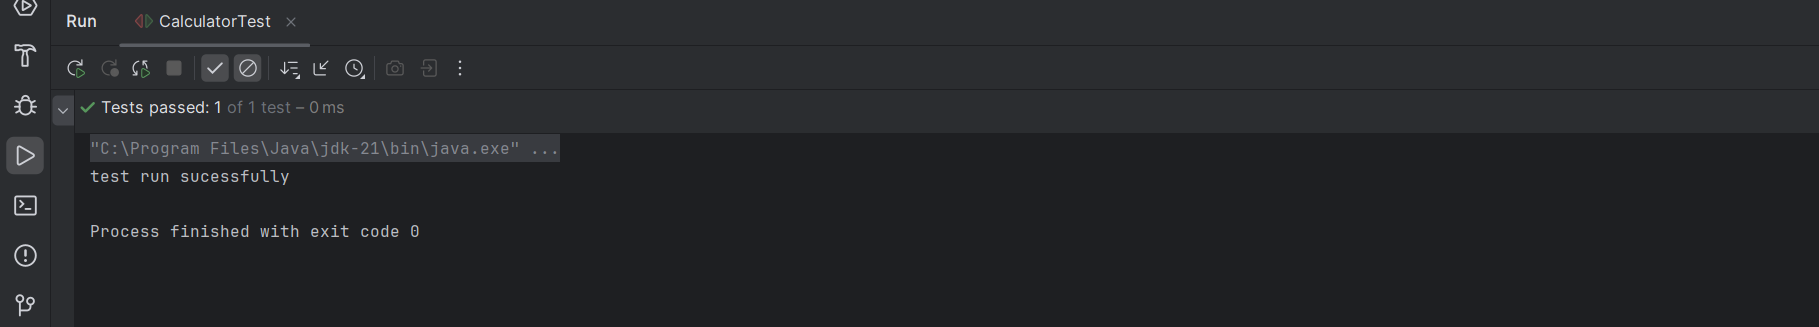 Run CalculatorTest
Tests passed: 1 of 1 test – 0 ms
"C:\Program Files\Java\jdk-21\bin\java.exe" ...
test run sucessfully
Process finished with exit code 0